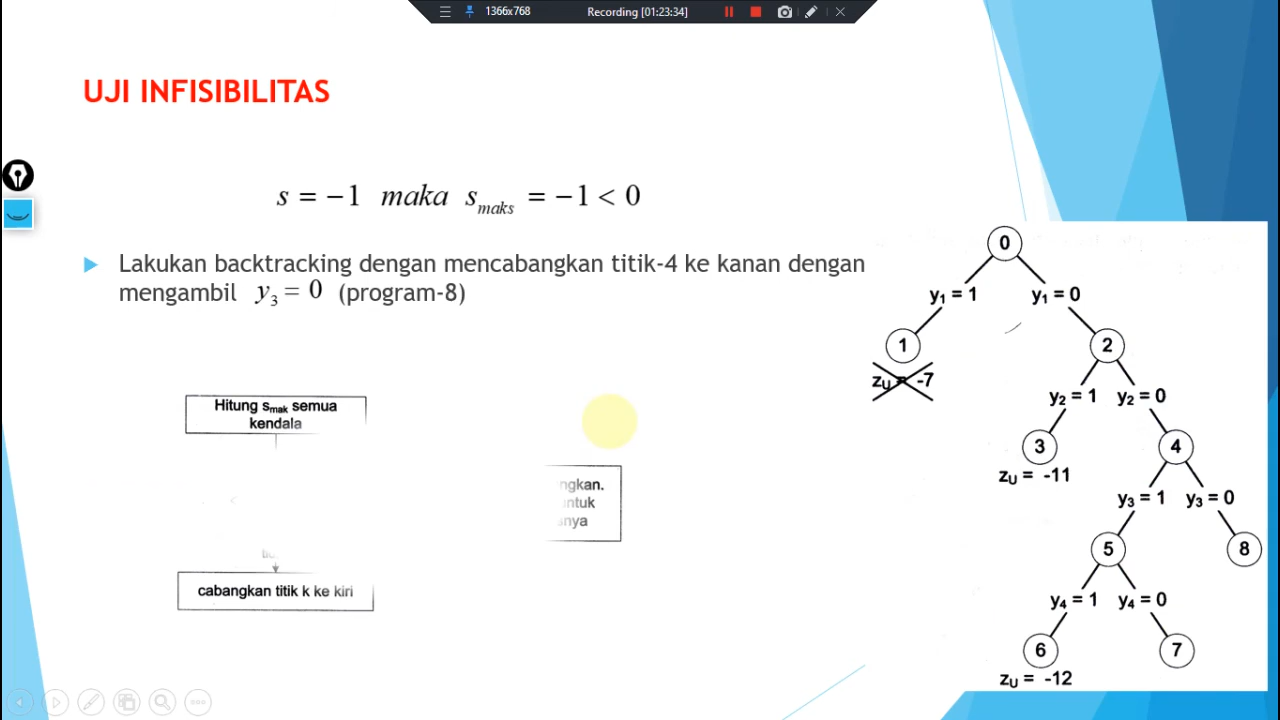 1366x768
Recording [01:23:34]
UJI INFISIBILITAS
s = −1 maka s_maks = −1 < 0
Lakukan backtracking dengan mencabangkan titik-4 ke kanan dengan
mengambil y₃ = 0 (program-8)
Hitung s_mak semua
kendala
cabangkan titik k ke kiri
0
y₁ = 1 y₁ = 0
1 2
z_U = -7
y₂ = 1 y₂ = 0
3 4
z_U = -11
y₃ = 1 y₃ = 0
5 8
y₄ = 1 y₄ = 0
6 7
z_U = -12